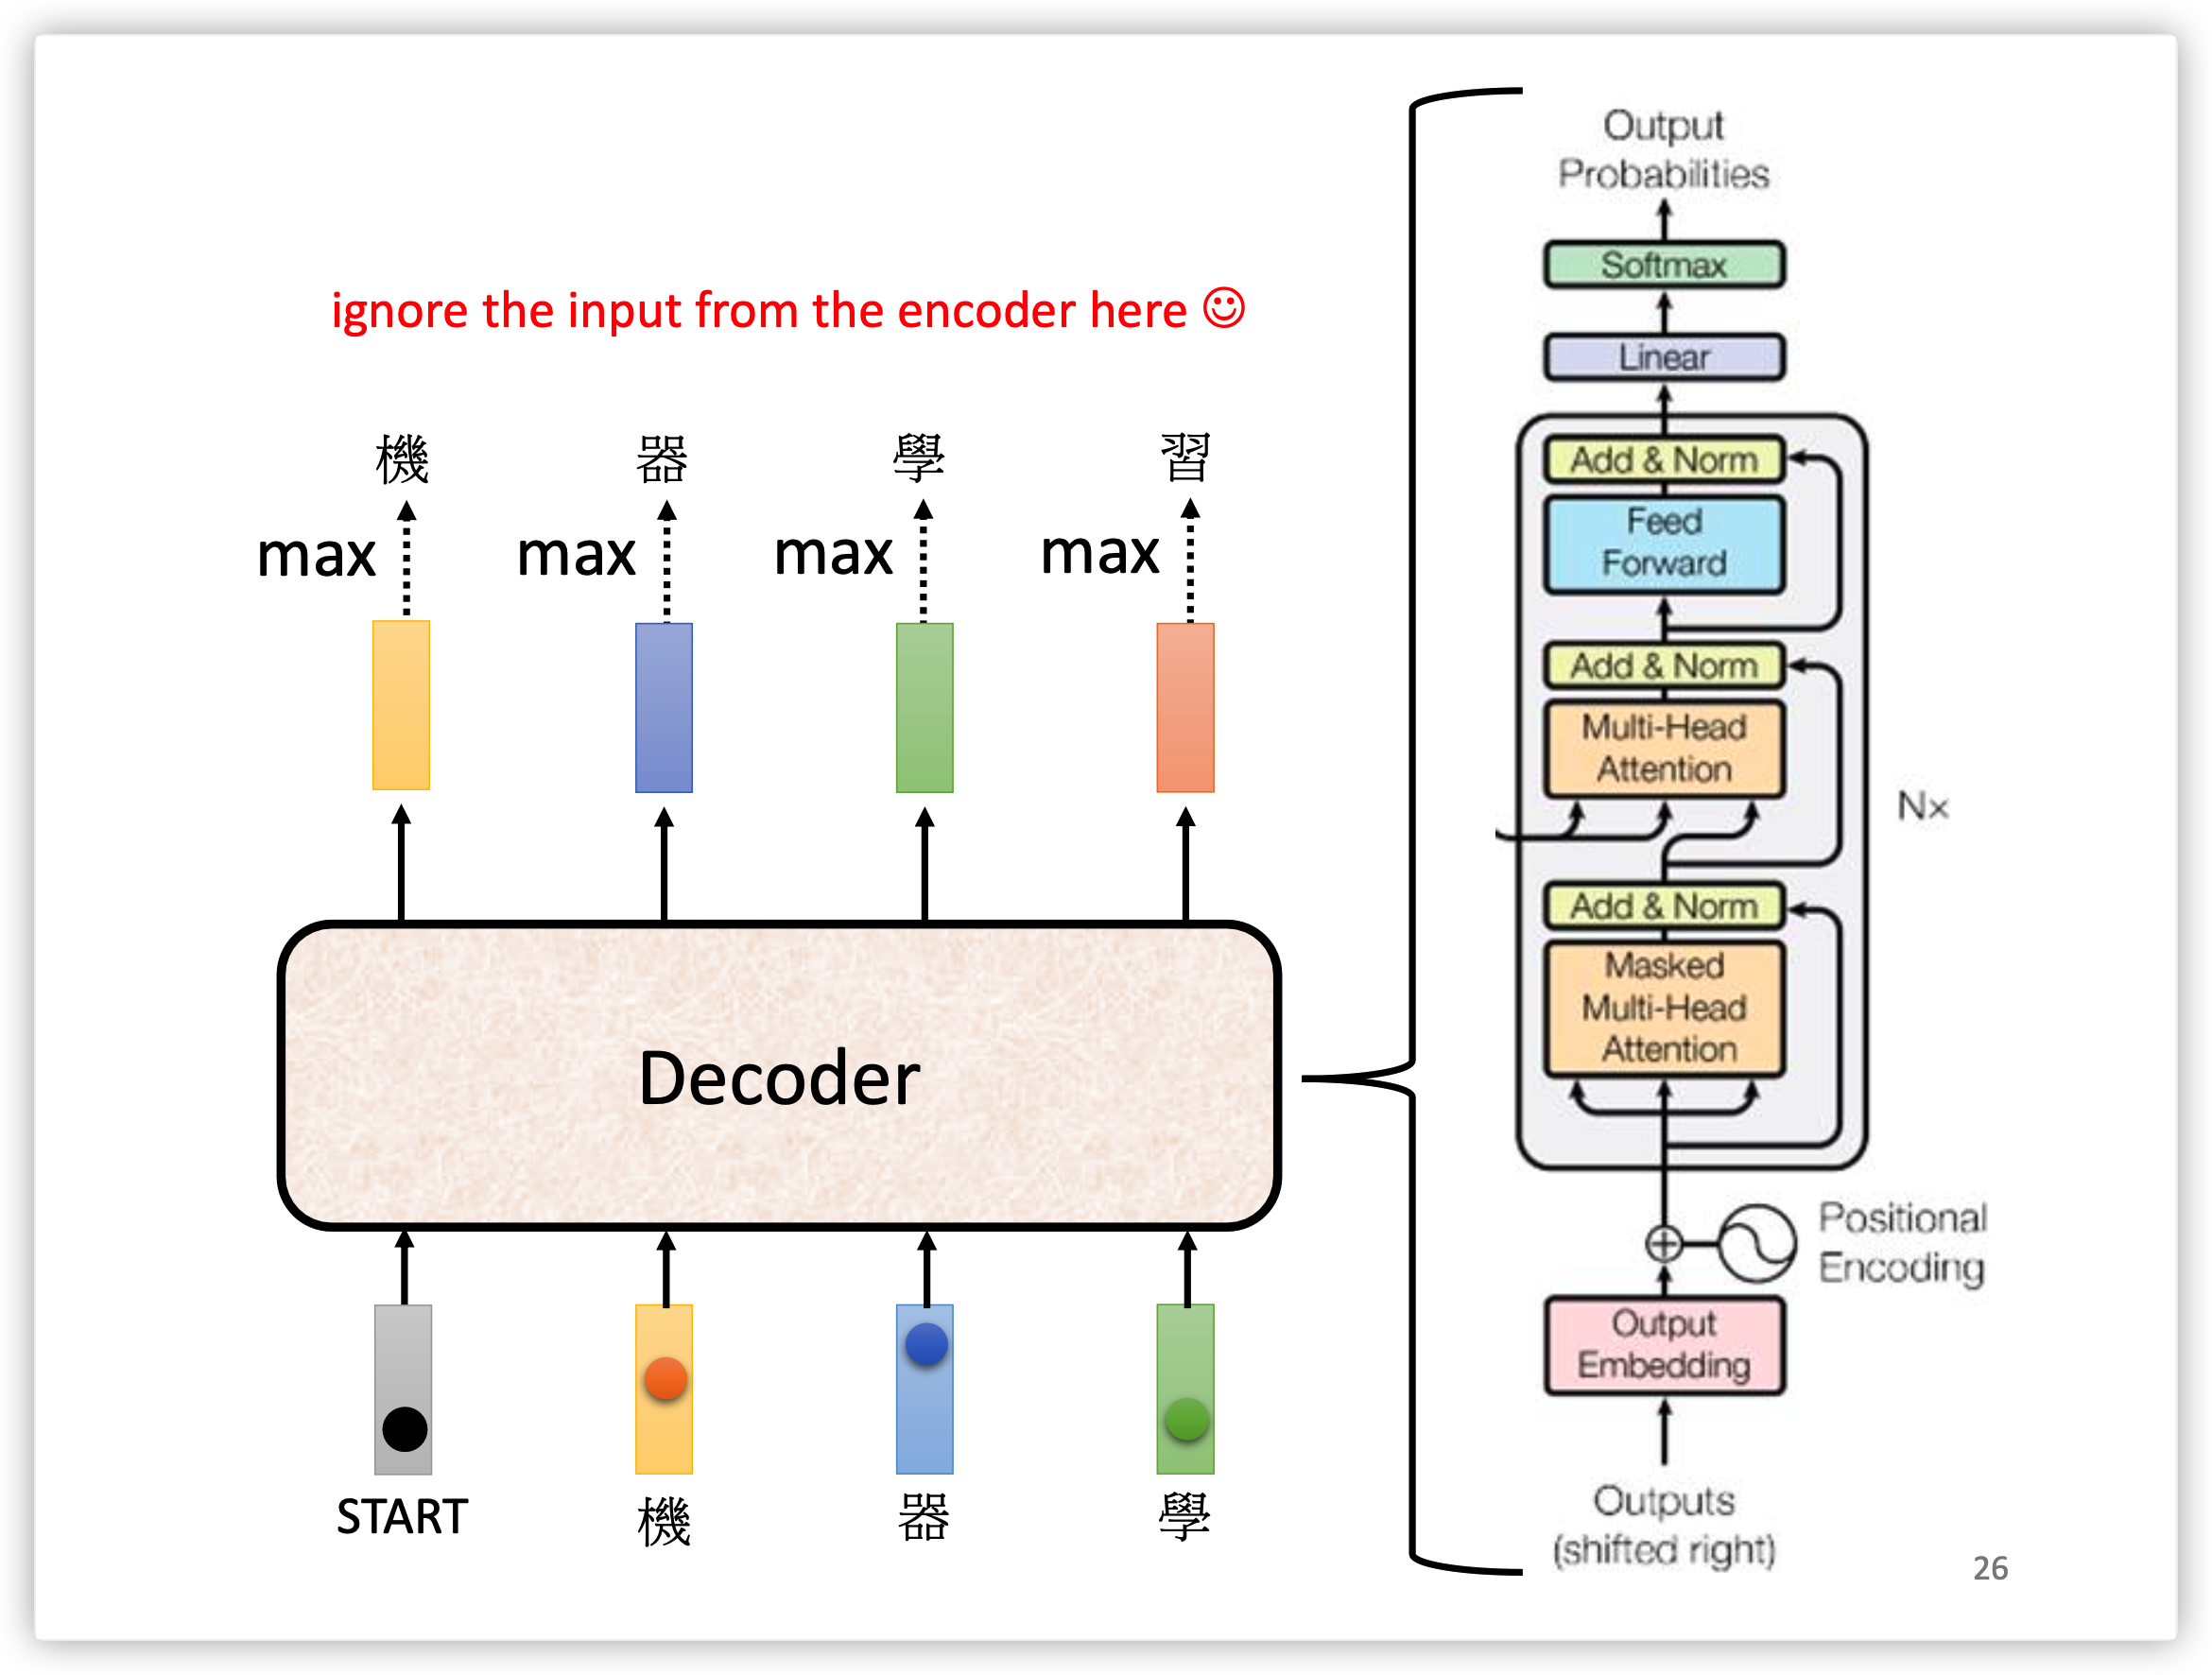 ignore the input from the encoder here ☺
機 器 學 習
max max max max
Decoder
START 機 器 學
Output
Probabilities
Softmax
Linear
Add & Norm
Feed
Forward
Add & Norm
Multi-Head
Attention
N×
Add & Norm
Masked
Multi-Head
Attention
Positional
Encoding
Output
Embedding
Outputs
(shifted right)
26